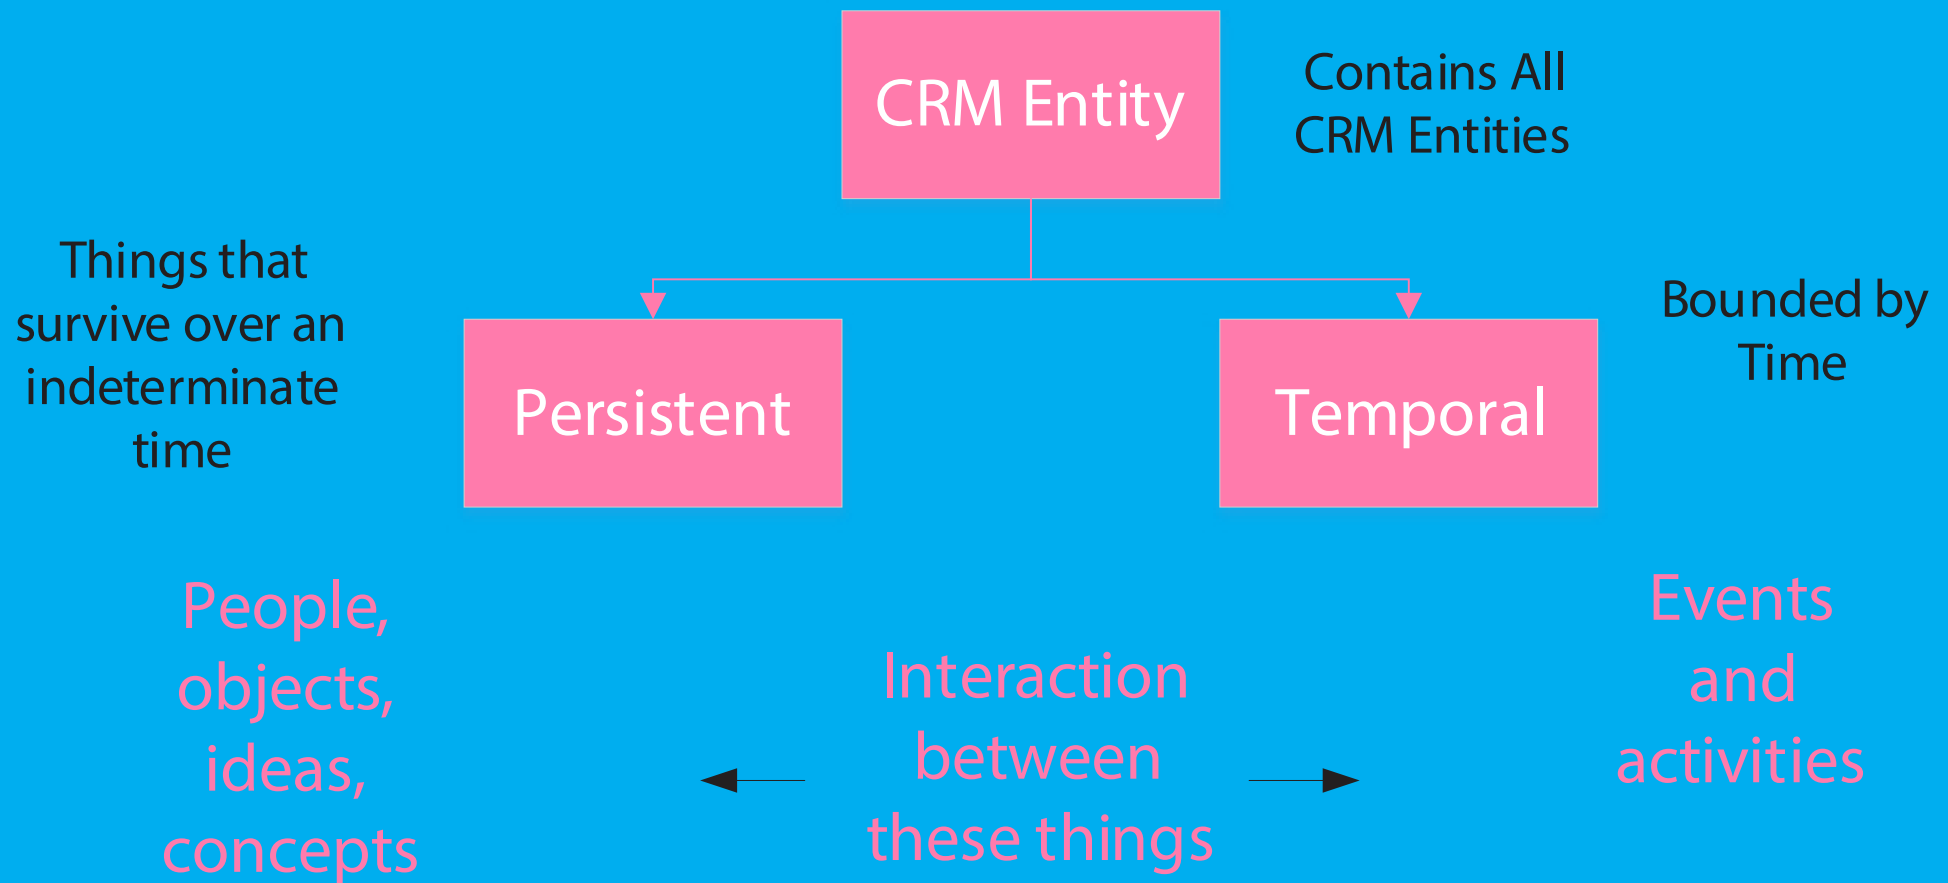 CRM Entity
Contains All
CRM Entities
Things that
survive over an
indeterminate
time
Persistent
Temporal
Bounded by
Time
People,
objects,
ideas,
concepts
Interaction
between
these things
Events
and
activities